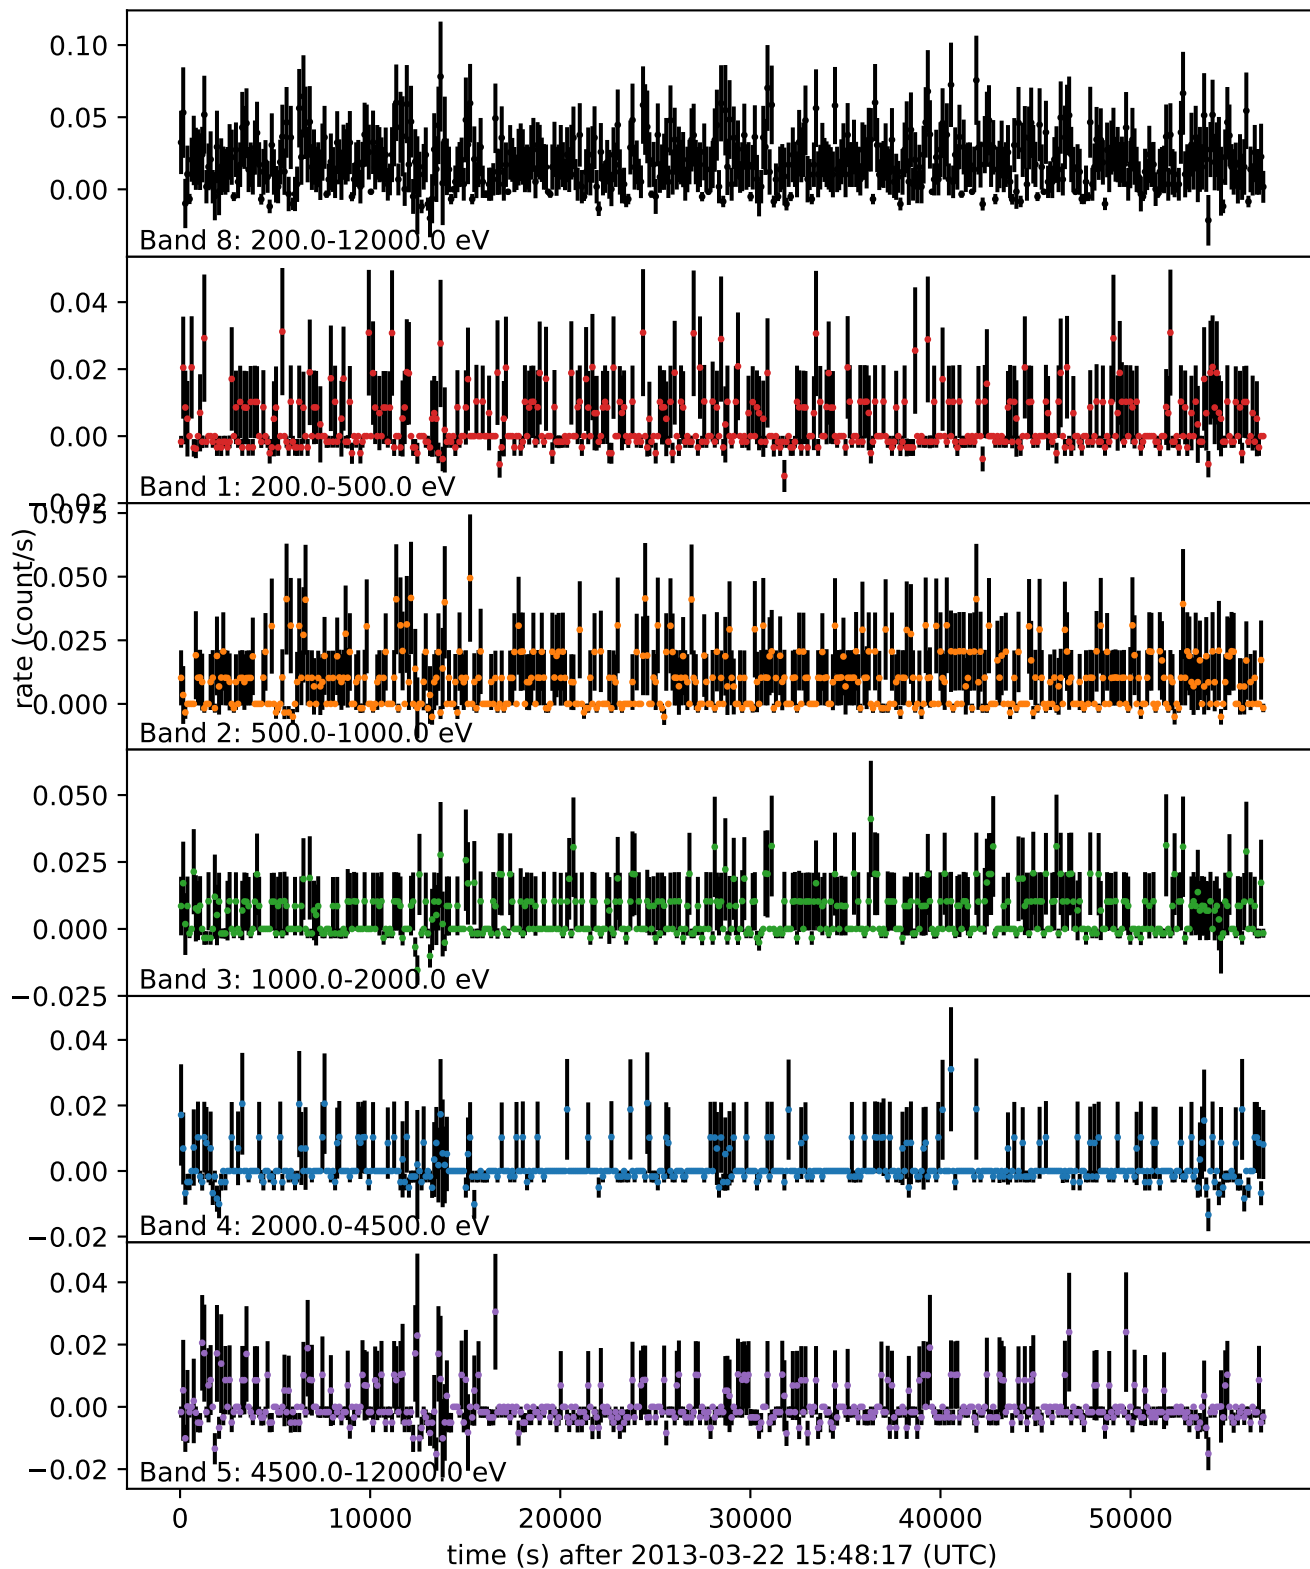 0.10
0.05
0.00
Band 8: 200.0-12000.0 eV
0.04
0.02
0.00
−0.02
Band 1: 200.0-500.0 eV
rate (count/s)
0.075
0.050
0.025
0.000
Band 2: 500.0-1000.0 eV
0.050
0.025
0.000
−0.025
Band 3: 1000.0-2000.0 eV
0.04
0.02
0.00
−0.02
Band 4: 2000.0-4500.0 eV
0.04
0.02
0.00
−0.02
Band 5: 4500.0-12000.0 eV
0 10000 20000 30000 40000 50000
time (s) after 2013-03-22 15:48:17 (UTC)